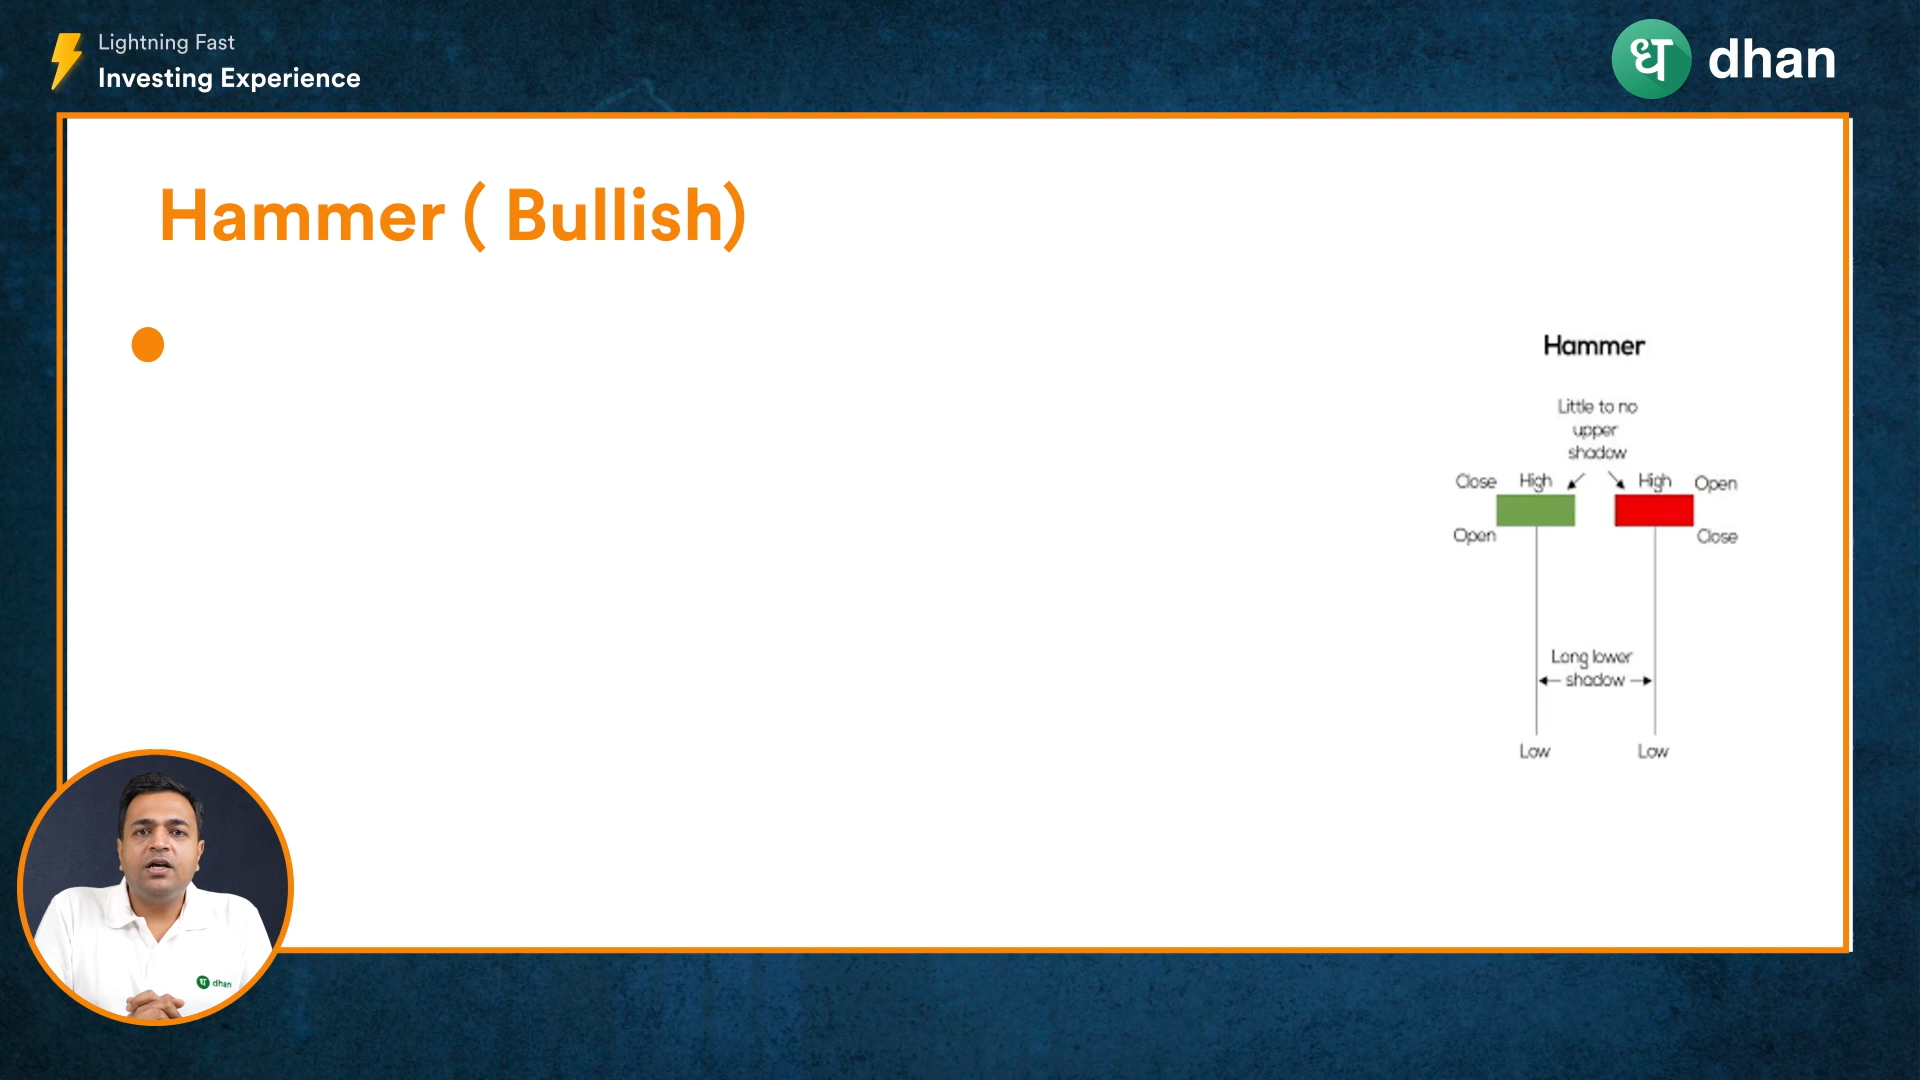 Lightning Fast
Investing Experience
ध dhan
Hammer ( Bullish)
Hammer
Little to no
upper
shadow
Close High High Open
Open Close
Long lower
shadow
Low Low
ध dhan